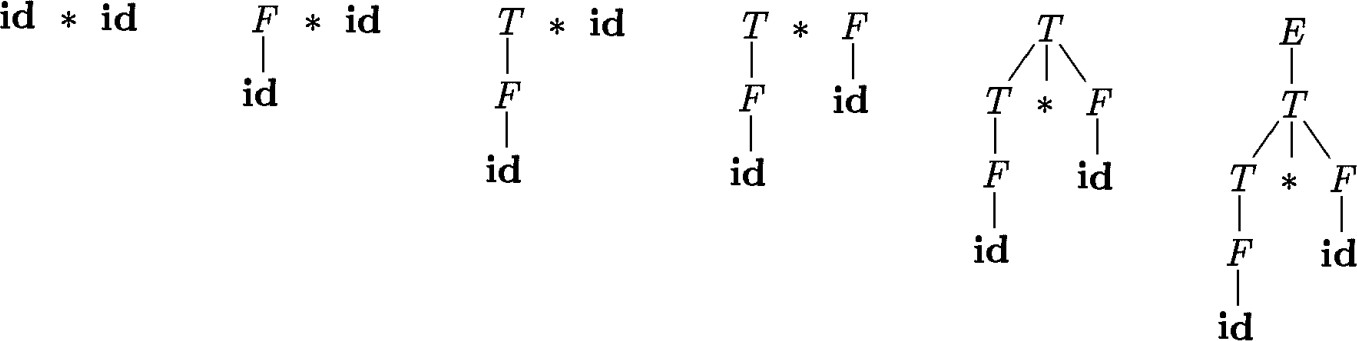 id * id F * id T * id T * F T E
id F F id T * F T
id id F id T * F
id F id
id